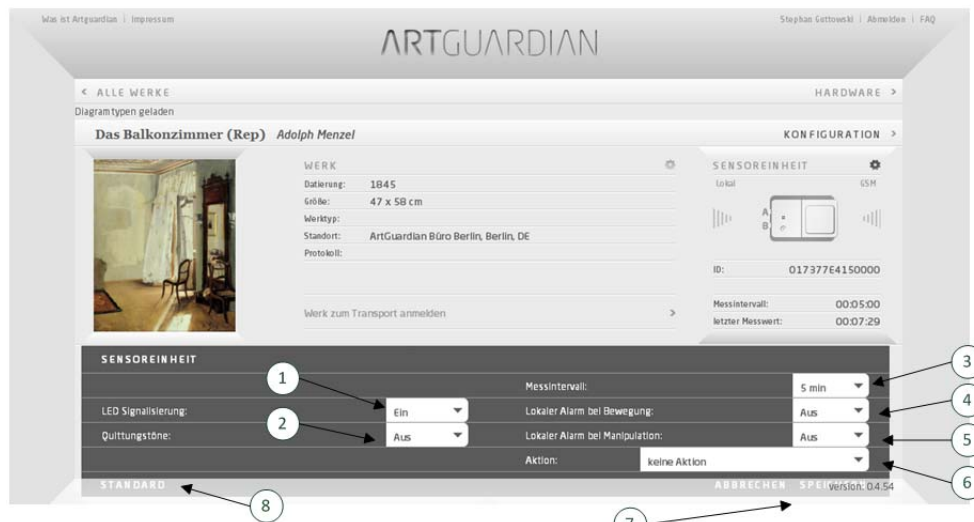 Was ist Artguardian | Impressum
Stephan Guttowski | Abmelden | FAQ
ARTGUARDIAN
< ALLE WERKE
HARDWARE >
Diagramtypen geladen
Das Balkonzimmer (Rep) Adolph Menzel
KONFIGURATION >
WERK
Datierung: 1845
Größe: 47 x 58 cm
Werktyp:
Standort: ArtGuardian Büro Berlin, Berlin, DE
Protokoll:
Werk zum Transport anmelden >
SENSOREINHEIT
Lokal GSM
A
B
ID: 017377E4150000
Messintervall: 00:05:00
letzter Messwert: 00:07:29
SENSOREINHEIT
1
Messintervall: 5 min
3
LED Signalisierung: Ein
Lokaler Alarm bei Bewegung: Aus
4
2
Quittungstöne: Aus
Lokaler Alarm bei Manipulation: Aus
5
Aktion: keine Aktion
6
STANDARD
ABBRECHEN SPEICHERN
version: 0.4.54
8
7